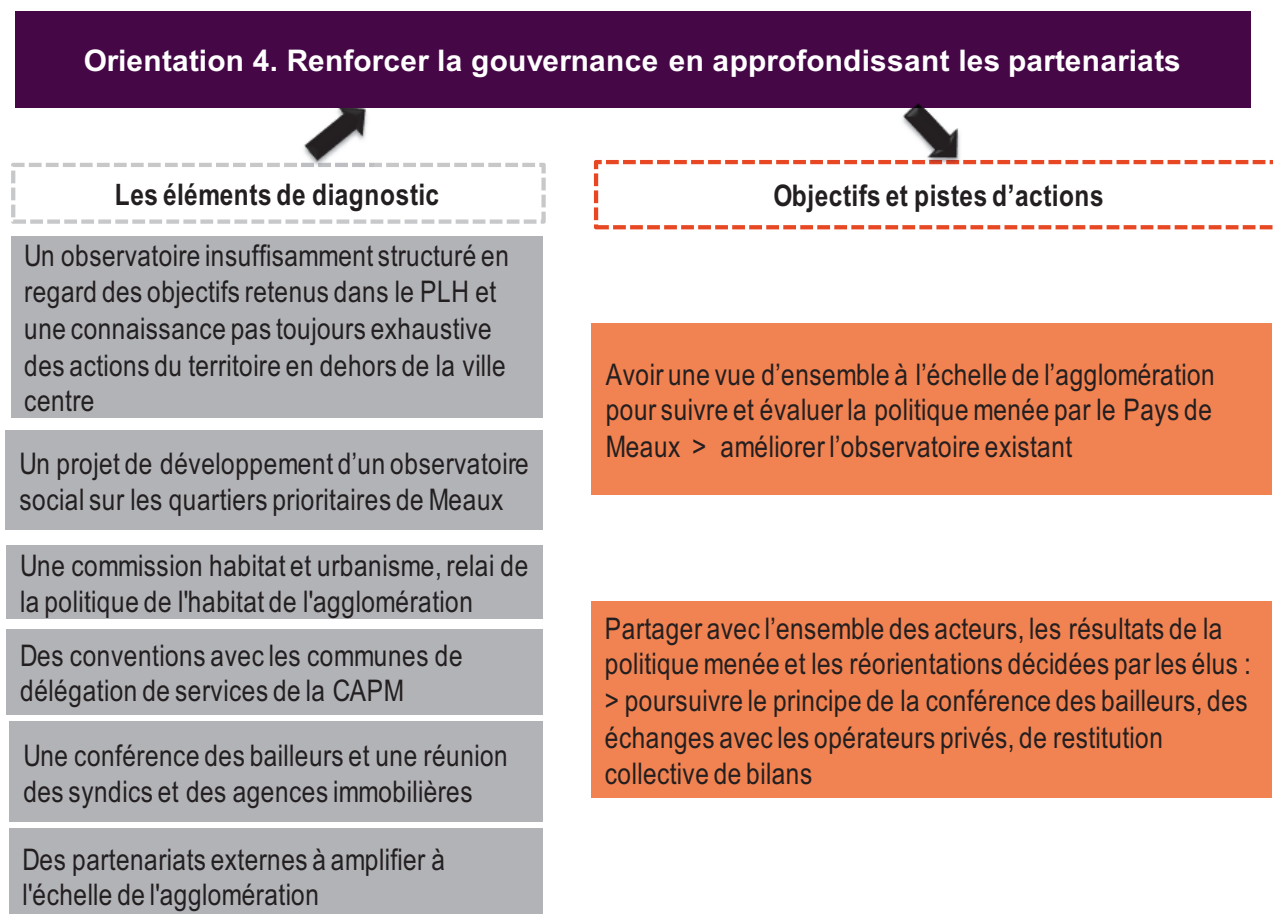 Orientation 4. Renforcer la gouvernance en approfondissant les partenariats
Les éléments de diagnostic
Un observatoire insuffisamment structuré en
regard des objectifs retenus dans le PLH et
une connaissance pas toujours exhaustive
des actions du territoire en dehors de la ville
centre
Un projet de développement d'un observatoire
social sur les quartiers prioritaires de Meaux
Une commission habitat et urbanisme, relai de
la politique de l'habitat de l'agglomération
Des conventions avec les communes de
délégation de services de la CAPM
Une conférence des bailleurs et une réunion
des syndics et des agences immobilières
Des partenariats externes à amplifier à
l'échelle de l'agglomération
Objectifs et pistes d'actions
Avoir une vue d'ensemble à l'échelle de l'agglomération
pour suivre et évaluer la politique menée par le Pays de
Meaux > améliorer l'observatoire existant
Partager avec l'ensemble des acteurs, les résultats de la
politique menée et les réorientations décidées par les élus :
> poursuivre le principe de la conférence des bailleurs, des
échanges avec les opérateurs privés, de restitution
collective de bilans